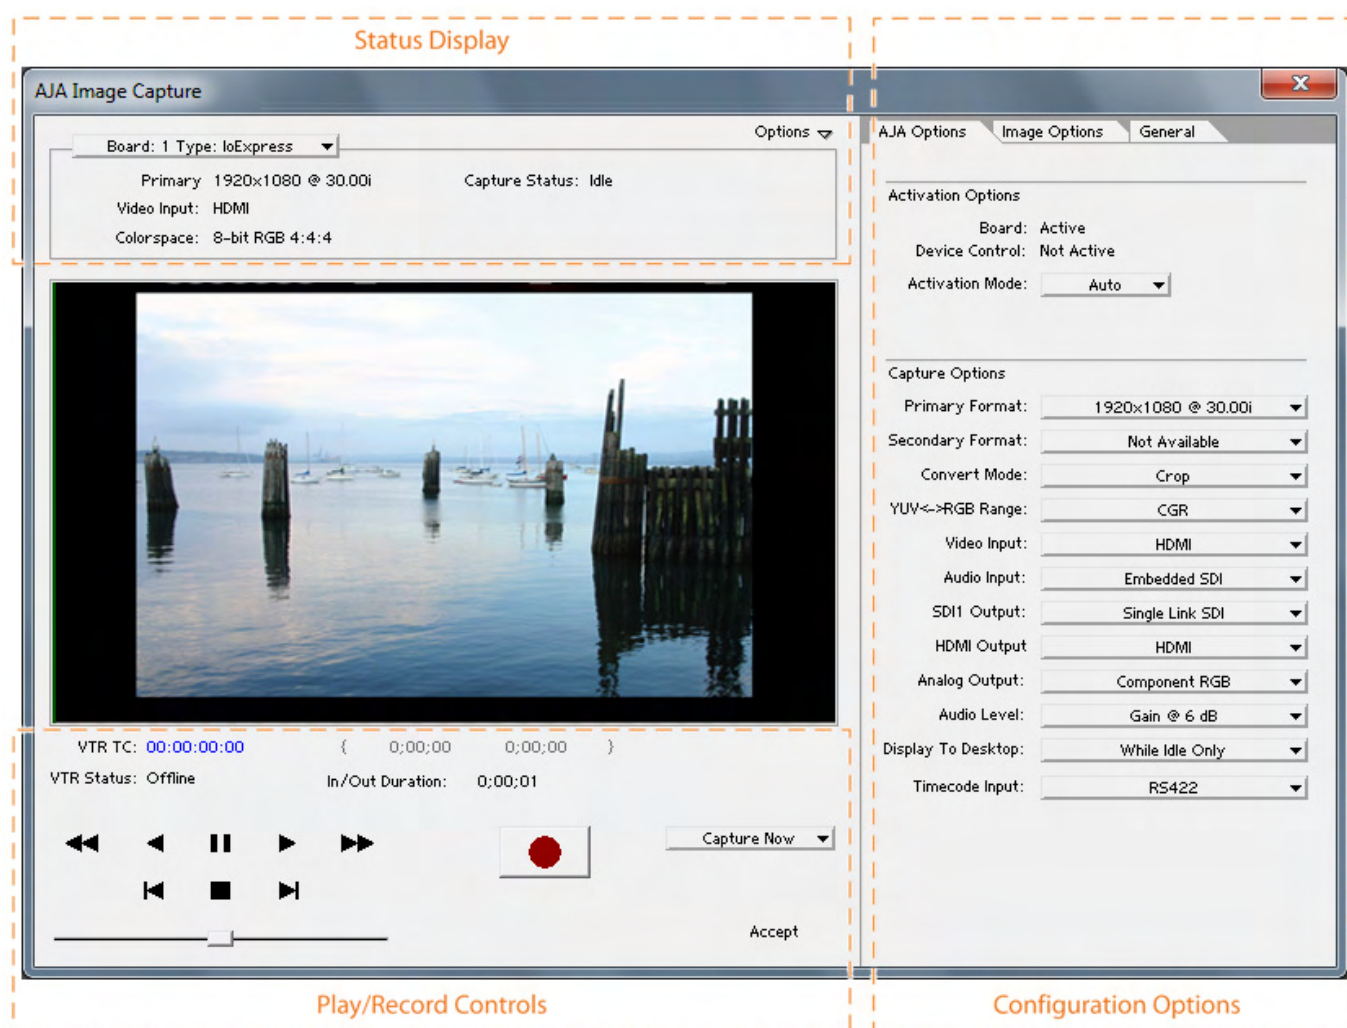 Status Display
AJA Image Capture
X
Options
Board: 1 Type: IoExpress
Primary 1920x1080 @ 30.00i
Capture Status: Idle
Video Input: HDMI
Colorspace: 8-bit RGB 4:4:4
AJA Options Image Options General
Activation Options
Board: Active
Device Control: Not Active
Activation Mode: Auto
Capture Options
Primary Format: 1920x1080 @ 30.00i
Secondary Format: Not Available
Convert Mode: Crop
YUV<->RGB Range: CGR
Video Input: HDMI
Audio Input: Embedded SDI
SDI1 Output: Single Link SDI
HDMI Output HDMI
Analog Output: Component RGB
Audio Level: Gain @ 6 dB
Display To Desktop: While Idle Only
Timecode Input: RS422
VTR TC: 00:00:00:00 { 0;00;00 0;00;00 }
VTR Status: Offline In/Out Duration: 0;00;01
Capture Now
Accept
Play/Record Controls
Configuration Options